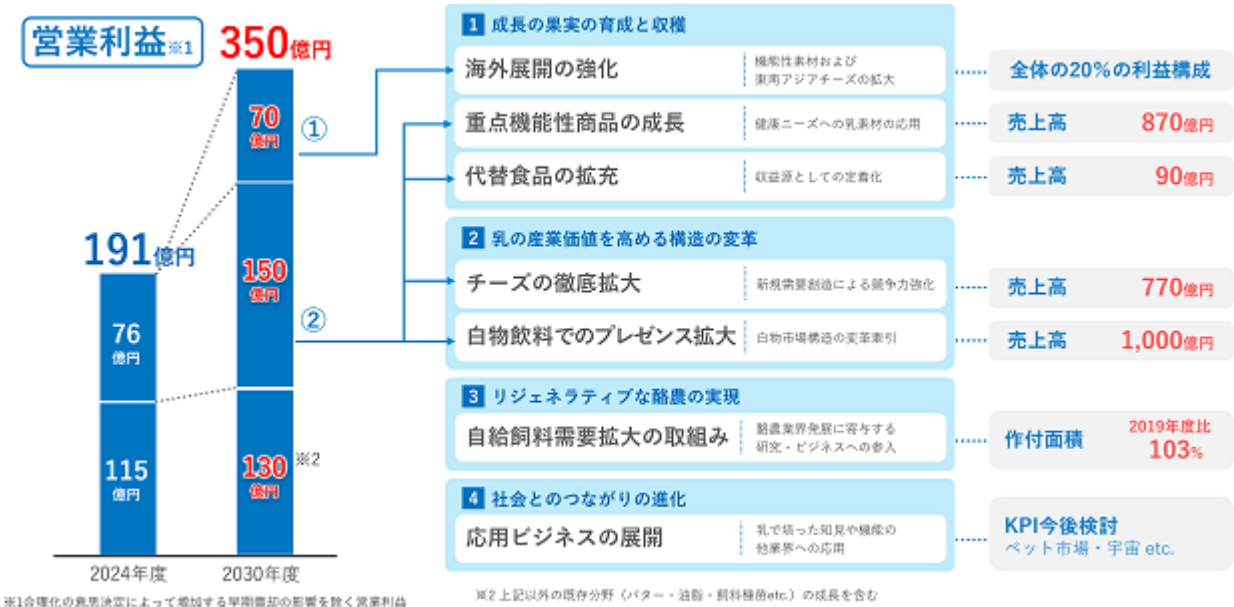 営業利益※1
350億円
70
億円
①
191億円
150
億円
②
76
億円
115
億円
130
億円
※2
2024年度
2030年度
※1合理化の意思決定によって増加する早期償却の影響を除く営業利益
1 成長の果実の育成と収穫
海外展開の強化
機能性素材および
東南アジアチーズの拡大
全体の20%の利益構成
重点機能性商品の成長
健康ニーズへの乳素材の応用
売上高 870億円
代替食品の拡充
収益源としての定着化
売上高 90億円
2 乳の産業価値を高める構造の変革
チーズの徹底拡大
新規需要創造による競争力強化
売上高 770億円
白物飲料でのプレゼンス拡大
白物市場構造の変革牽引
売上高 1,000億円
3 リジェネラティブな酪農の実現
自給飼料需要拡大の取組み
酪農業界発展に寄与する
研究・ビジネスへの参入
作付面積
2019年度比
103%
4 社会とのつながりの進化
応用ビジネスの展開
乳で培った知見や機能の
他業界への応用
KPI今後検討
ペット市場・宇宙 etc.
※2 上記以外の既存分野（バター・油脂・飼料種苗etc.）の成長を含む